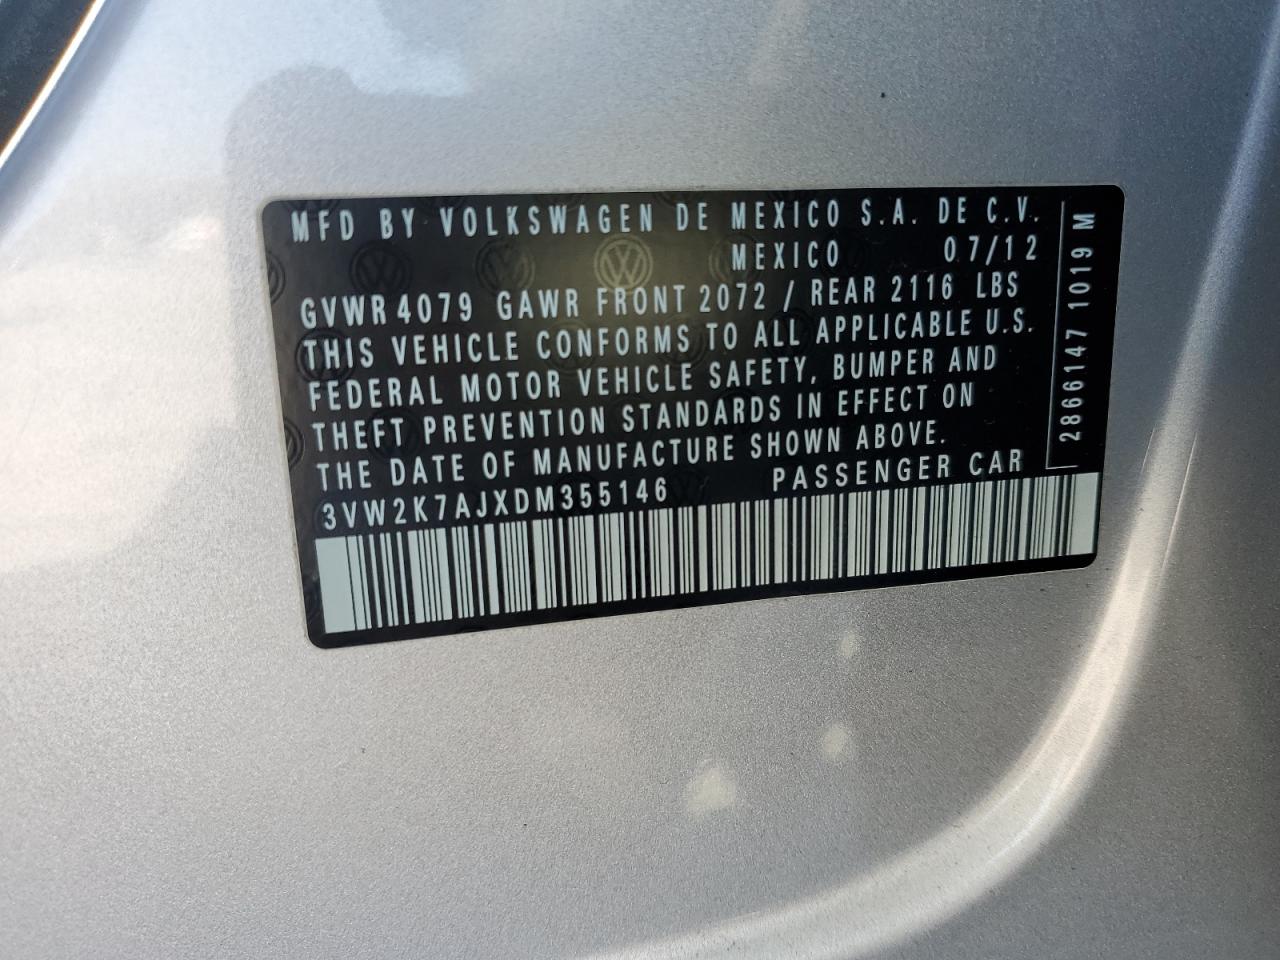 MFD BY VOLKSWAGEN DE MEXICO S.A. DE C.V.
MEXICO 07/12
GVWR 4079 GAWR FRONT 2072 / REAR 2116 LBS
THIS VEHICLE CONFORMS TO ALL APPLICABLE U.S.
FEDERAL MOTOR VEHICLE SAFETY, BUMPER AND
THEFT PREVENTION STANDARDS IN EFFECT ON
THE DATE OF MANUFACTURE SHOWN ABOVE.
3VW2K7AJXDM355146 PASSENGER CAR
2866147 1019 M